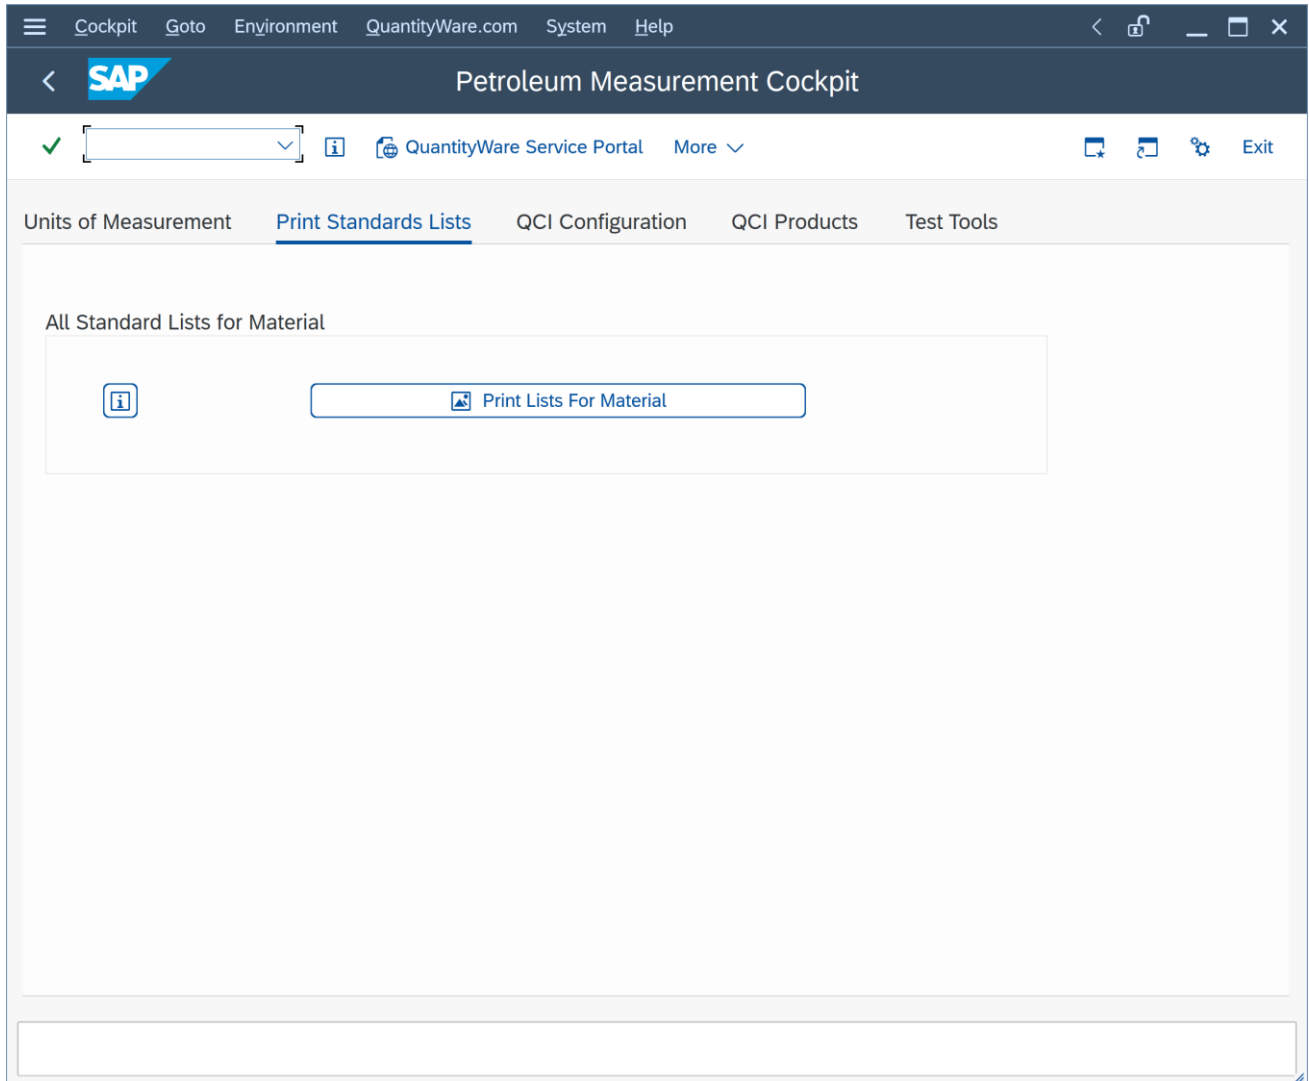 Cockpit Goto Environment QuantityWare.com System Help
SAP Petroleum Measurement Cockpit
QuantityWare Service Portal More Exit
Units of Measurement Print Standards Lists QCI Configuration QCI Products Test Tools
All Standard Lists for Material
Print Lists For Material